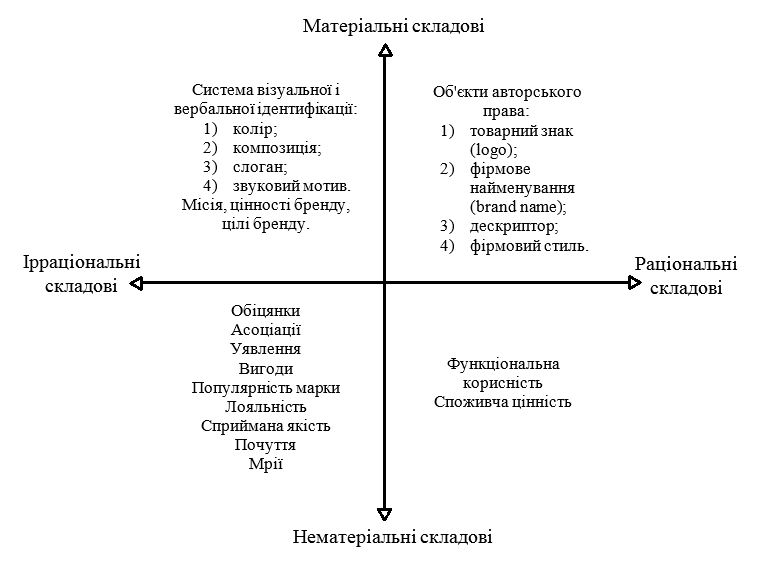 Матеріальні складові
Система візуальної і
вербальної ідентифікації:
1) колір;
2) композиція;
3) слоган;
4) звуковий мотив.
Місія, цінності бренду,
цілі бренду.
Об'єкти авторського
права:
1) товарний знак
(logo);
2) фірмове
найменування
(brand name);
3) дескриптор;
4) фірмовий стиль.
Ірраціональні
складові
Раціональні
складові
Обіцянки
Асоціації
Уявлення
Вигоди
Популярність марки
Лояльність
Сприймана якість
Почуття
Мрії
Функціональна
корисність
Споживча цінність
Нематеріальні складові